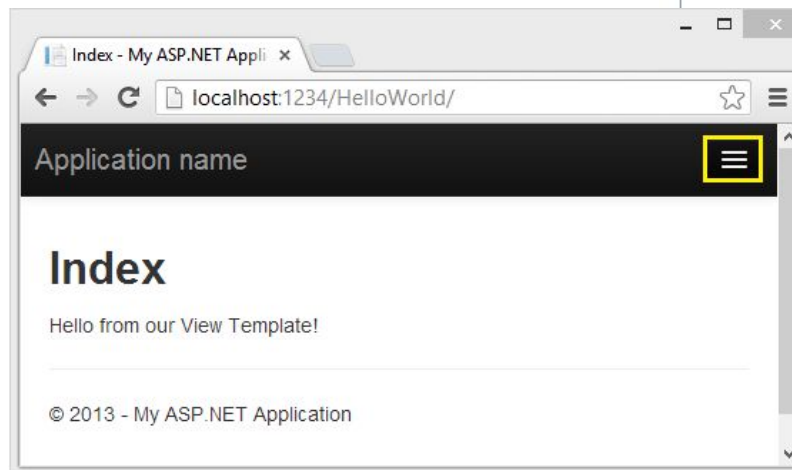 Index - My ASP.NET Appli
localhost:1234/HelloWorld/
Application name
Index
Hello from our View Template!
© 2013 - My ASP.NET Application